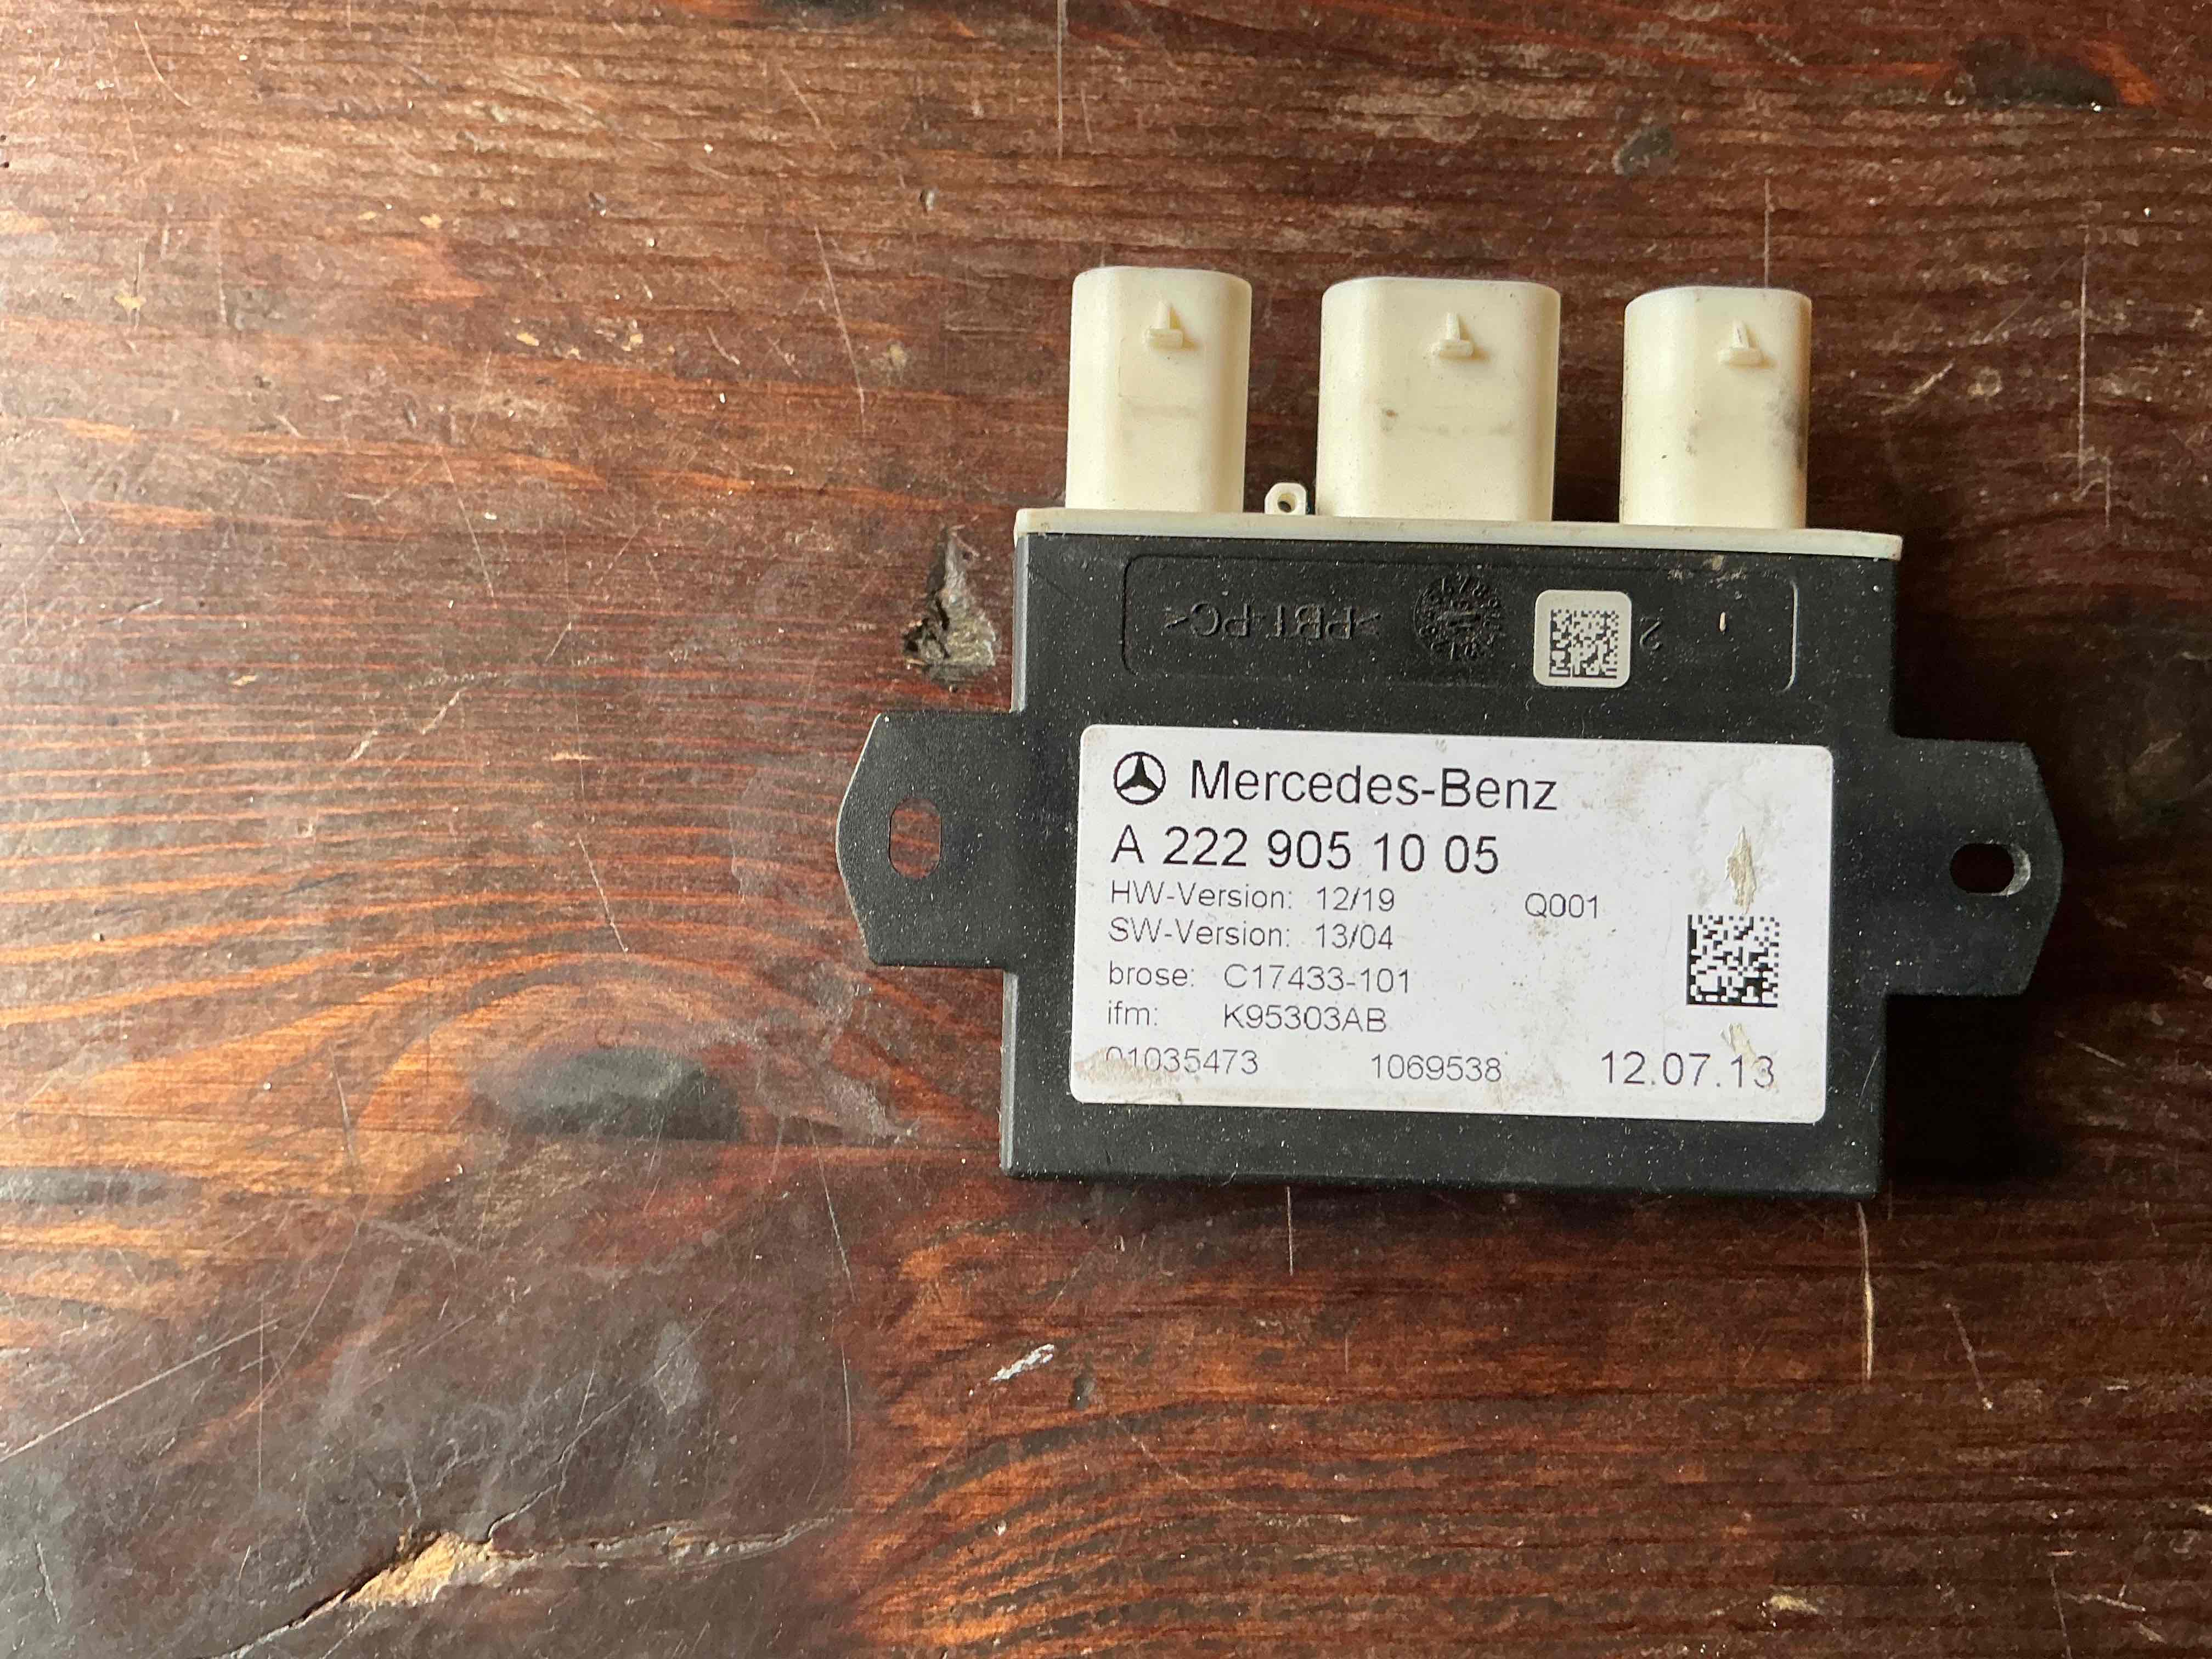 >PBT-PC<
2
Mercedes-Benz
A 222 905 10 05
HW-Version: 12/19 Q001
SW-Version: 13/04
brose: C17433-101
ifm: K95303AB
01035473 1069538 12.07.13